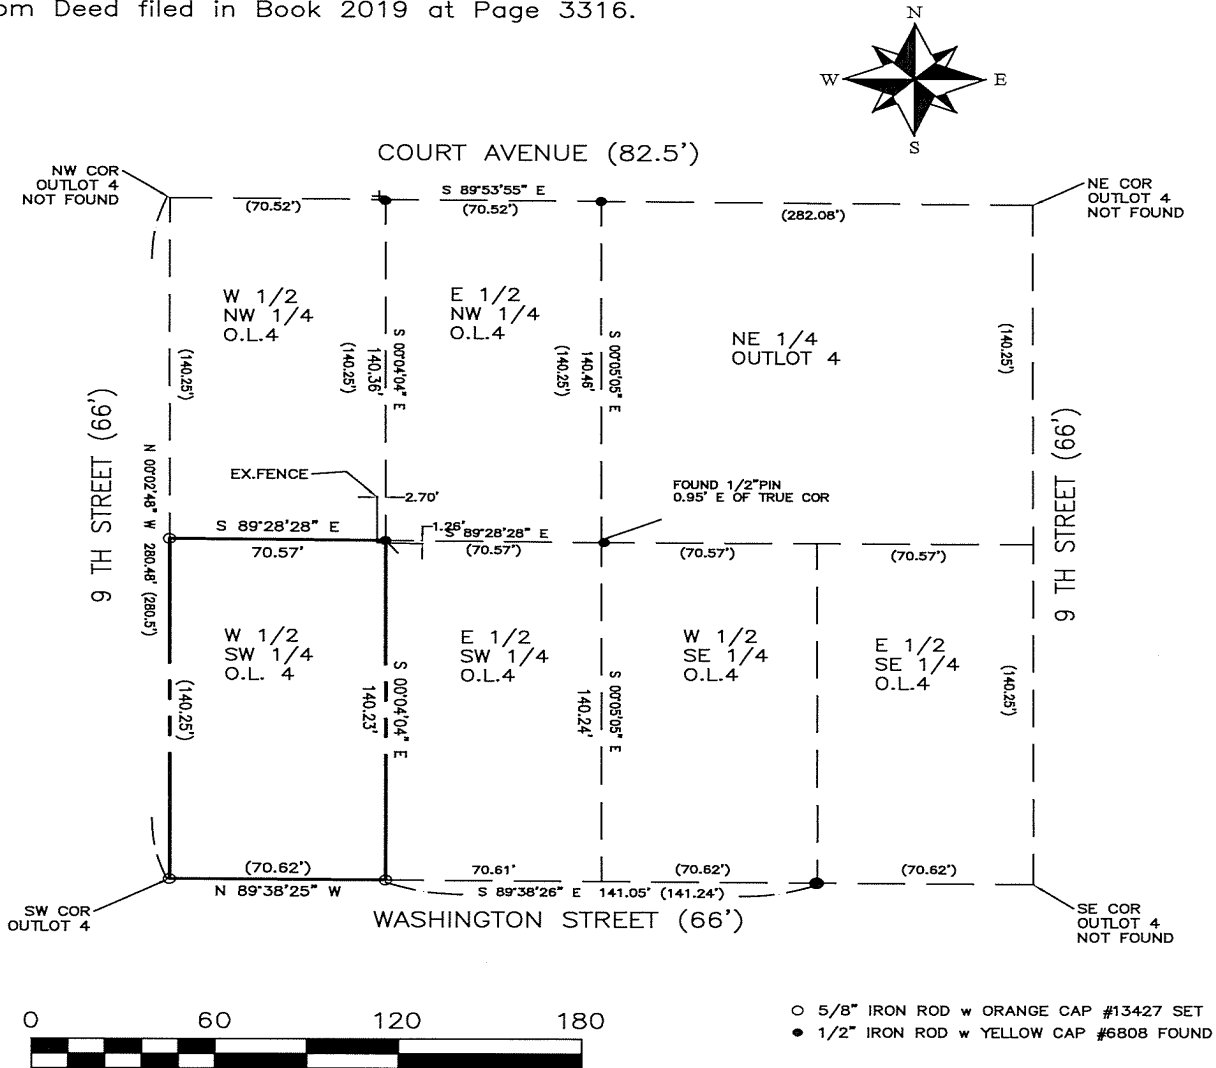 om Deed filed in Book 2019 at Page 3316.
N
W
E
S
COURT AVENUE (82.5')
NW COR
OUTLOT 4
NOT FOUND
NE COR
OUTLOT 4
NOT FOUND
S 89°53'55" E
(70.52')
(70.52')
(282.08')
W 1/2
NW 1/4
O.L.4
E 1/2
NW 1/4
O.L.4
NE 1/4
OUTLOT 4
(140.25')
S 00°04'04" E
140.36'
(140.25')
S 00°05'05" E
140.46'
(140.25')
(140.25')
9 TH STREET (66')
N 00°02'48" W 280.48' (280.5')
9 TH STREET (66')
EX.FENCE
2.70'
FOUND 1/2"PIN
0.95' E OF TRUE COR
S 89°28'28" E
70.57'
1.26'
S 89°28'28" E
(70.57')
(70.57')
(70.57')
W 1/2
SW 1/4
O.L. 4
E 1/2
SW 1/4
O.L.4
W 1/2
SE 1/4
O.L.4
E 1/2
SE 1/4
O.L.4
(140.25')
S 00°04'04" E
140.23'
S 00°05'05" E
140.24'
(140.25')
(70.62')
N 89°38'25" W
70.61'
(70.62')
(70.62')
S 89°38'26" E 141.05' (141.24')
WASHINGTON STREET (66')
SW COR
OUTLOT 4
SE COR
OUTLOT 4
NOT FOUND
0 60 120 180
5/8" IRON ROD w ORANGE CAP #13427 SET
1/2" IRON ROD w YELLOW CAP #6808 FOUND